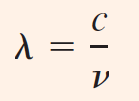 λ = c/ν